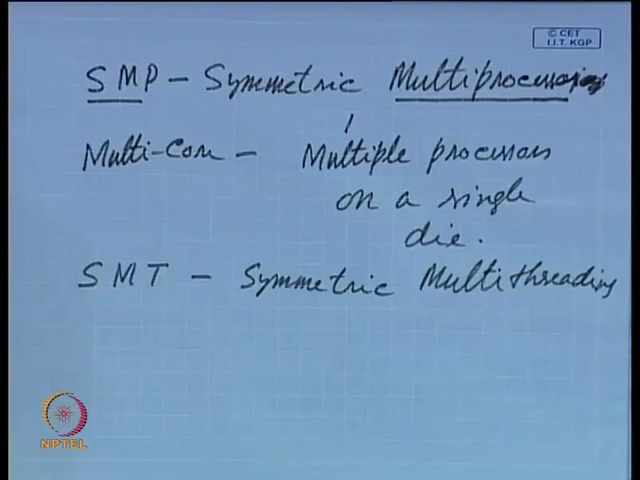 © CET
I.I.T. KGP
SMP - Symmetric Multiprocessing
Multi-Core - Multiple processors
on a single
die.
SMT - Symmetric Multithreading
NPTEL